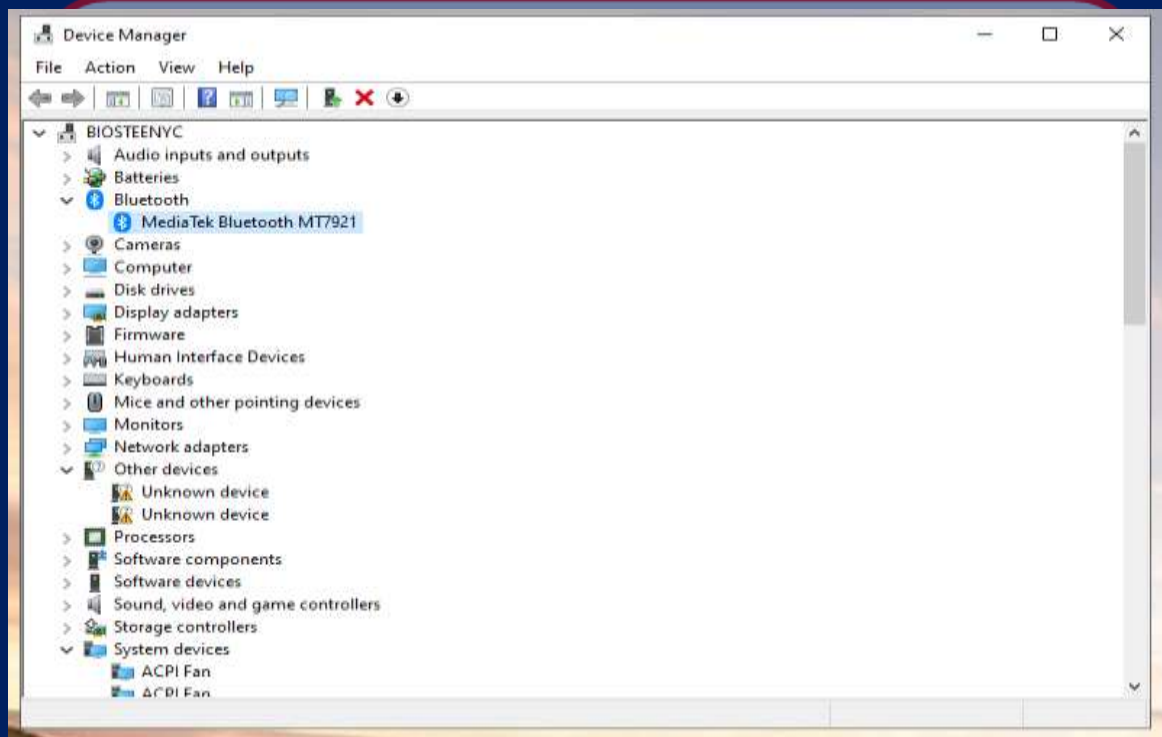 Device Manager
File Action View Help
BIOSTEENYC
Audio inputs and outputs
Batteries
Bluetooth
MediaTek Bluetooth MT7921
Cameras
Computer
Disk drives
Display adapters
Firmware
Human Interface Devices
Keyboards
Mice and other pointing devices
Monitors
Network adapters
Other devices
Unknown device
Unknown device
Processors
Software components
Software devices
Sound, video and game controllers
Storage controllers
System devices
ACPI Fan
ACPI Fan